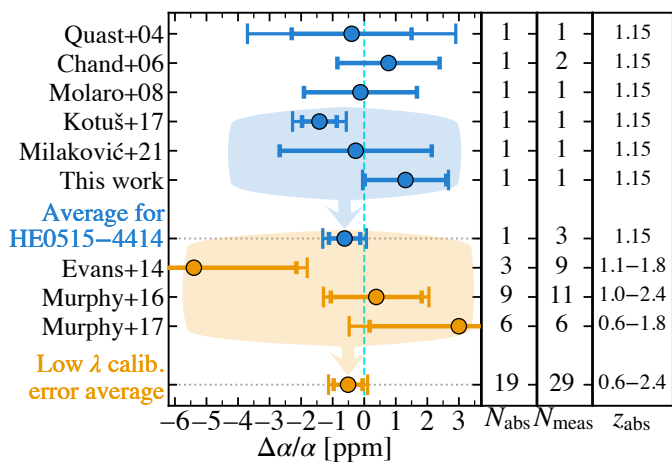 Quast+04 1 1 1.15
Chand+06 1 2 1.15
Molaro+08 1 1 1.15
Kotuš+17 1 1 1.15
Milaković+21 1 1 1.15
This work 1 1 1.15
Average for
HE0515−4414 1 3 1.15
Evans+14 3 9 1.1−1.8
Murphy+16 9 11 1.0−2.4
Murphy+17 6 6 0.6−1.8
Low λ calib.
error average 19 29 0.6−2.4
−6 −5 −4 −3 −2 −1 0 1 2 3 N_abs N_meas z_abs
Δα/α [ppm]